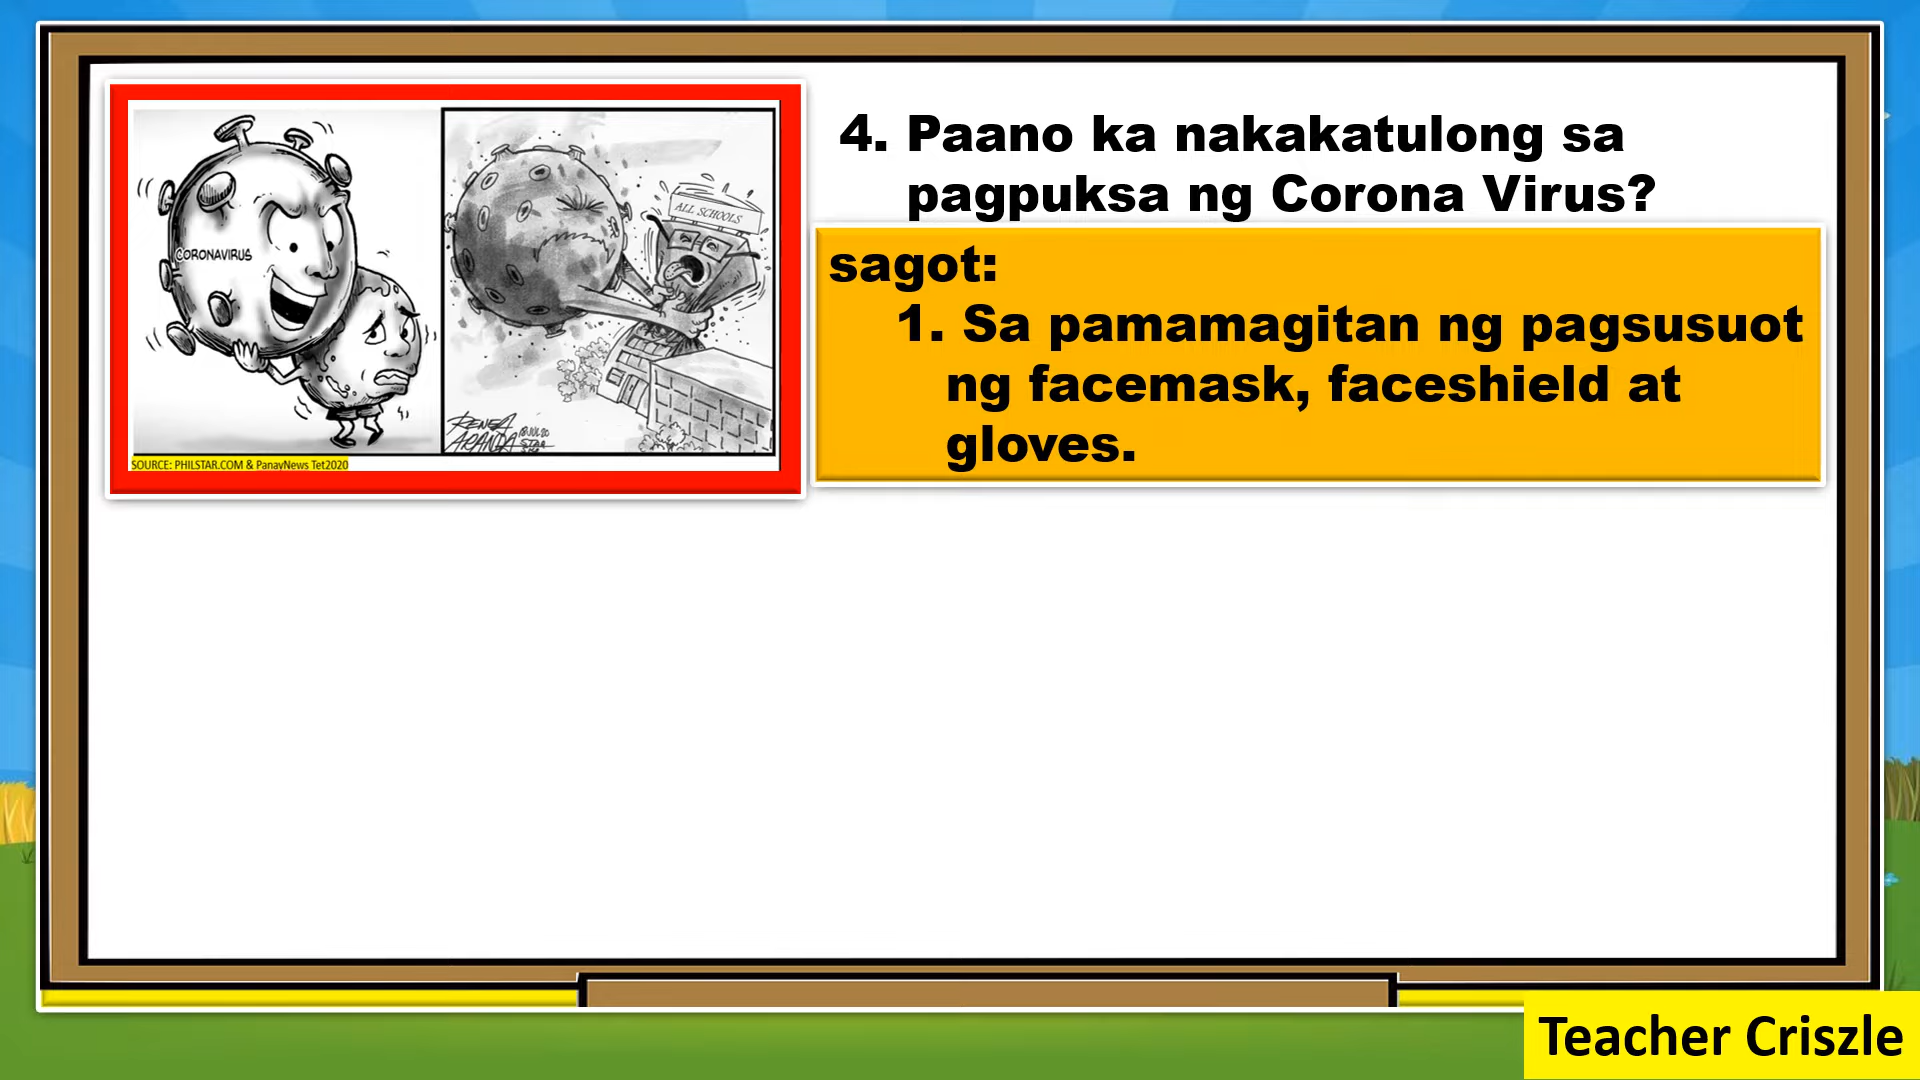 CORONAVIRUS
ALL SCHOOLS
SOURCE: PHILSTAR.COM & PanayNews Tet2020
4. Paano ka nakakatulong sa
pagpuksa ng Corona Virus?
sagot:
1. Sa pamamagitan ng pagsusuot
ng facemask, faceshield at
gloves.
Teacher Criszle